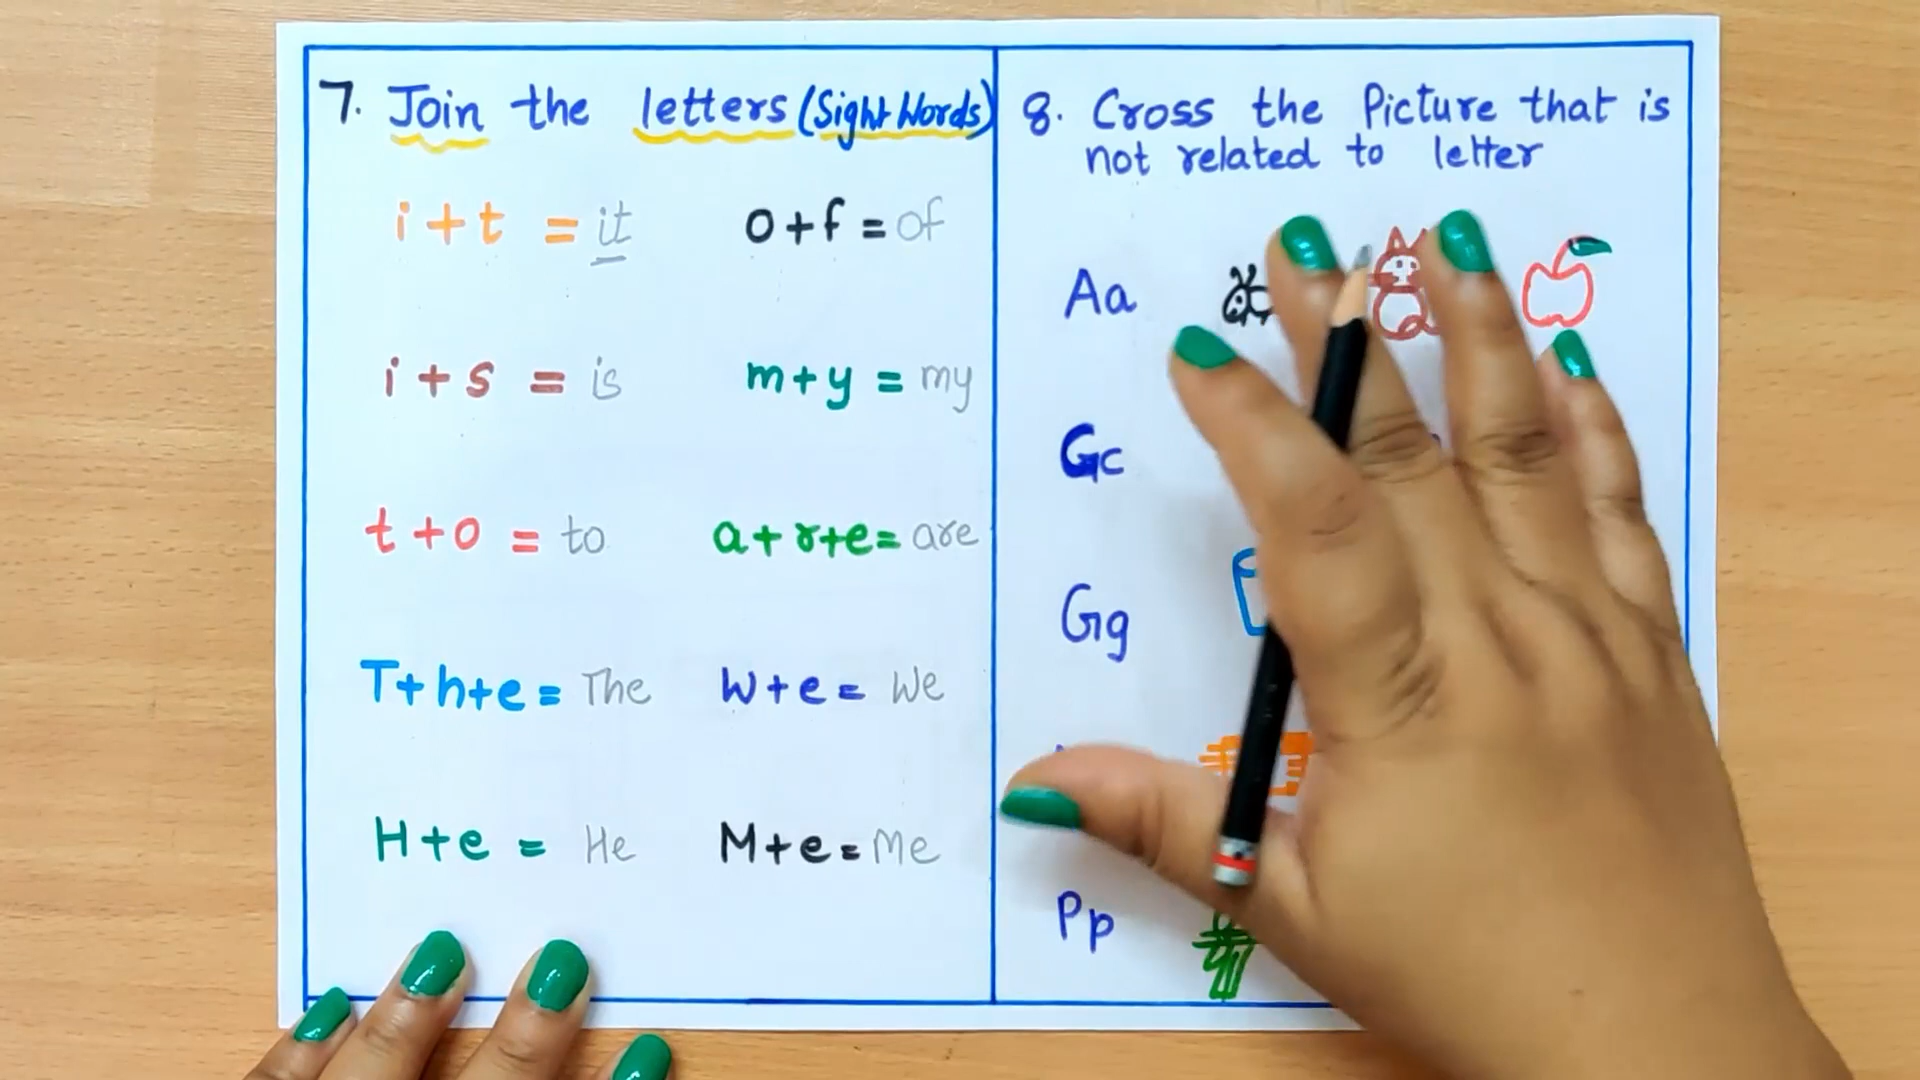 7. Join the letters (Sight Words)
i + t = it
o + f = of
i + s = is
m + y = my
t + o = to
a + r + e = are
T + h + e = The
W + e = We
H + e = He
M + e = Me
8. Cross the Picture that is
not related to letter
Aa
Gc
Gg
Pp